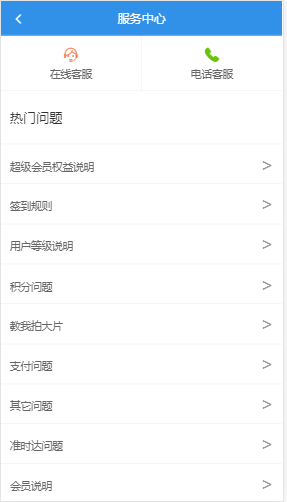 服务中心
在线客服
电话客服
热门问题
超级会员权益说明
签到规则
用户等级说明
积分问题
教我拍大片
支付问题
其它问题
准时达问题
会员说明